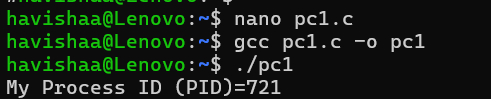 havishaa@Lenovo:~$ nano pc1.c
havishaa@Lenovo:~$ gcc pc1.c -o pc1
havishaa@Lenovo:~$ ./pc1
My Process ID (PID)=721